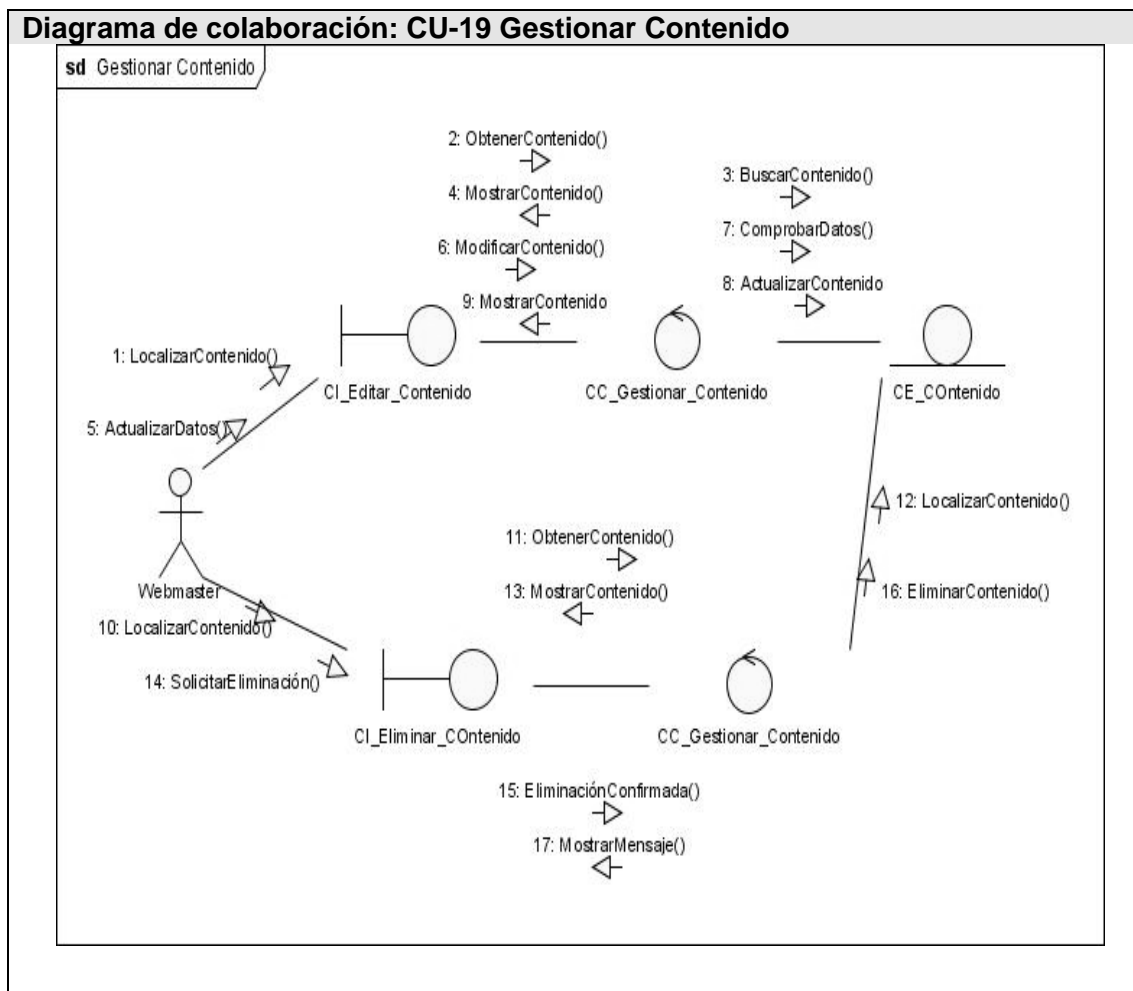 Diagrama de colaboración: CU-19 Gestionar Contenido
sd Gestionar Contenido
2: ObtenerContenido()
4: MostrarContenido()
6: ModificarContenido()
9: MostrarContenido
3: BuscarContenido()
7: ComprobarDatos()
8: ActualizarContenido
1: LocalizarContenido()
5: ActualizarDatos()
CI_Editar_Contenido
CC_Gestionar_Contenido
CE_COntenido
Webmaster
12: LocalizarContenido()
16: EliminarContenido()
11: ObtenerContenido()
13: MostrarContenido()
10: LocalizarContenido()
14: SolicitarEliminación()
CI_Eliminar_COntenido
CC_Gestionar_Contenido
15: EliminaciónConfirmada()
17: MostrarMensaje()